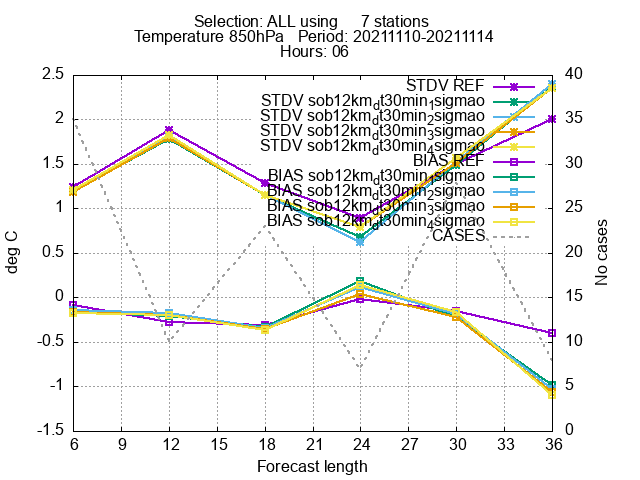 Selection: ALL using 7 stations
Temperature 850hPa Period: 20211110-20211114
Hours: 06
STDV REF
STDV sob12km_dt30min_1sigmao
STDV sob12km_dt30min_2sigmao
STDV sob12km_dt30min_3sigmao
STDV sob12km_dt30min_4sigmao
BIAS REF
BIAS sob12km_dt30min_1sigmao
BIAS sob12km_dt30min_2sigmao
BIAS sob12km_dt30min_3sigmao
BIAS sob12km_dt30min_4sigmao
CASES
deg C
2.5
2
1.5
1
0.5
0
-0.5
-1
-1.5
No cases
40
35
30
25
20
15
10
5
0
6 9 12 15 18 21 24 27 30 33 36
Forecast length